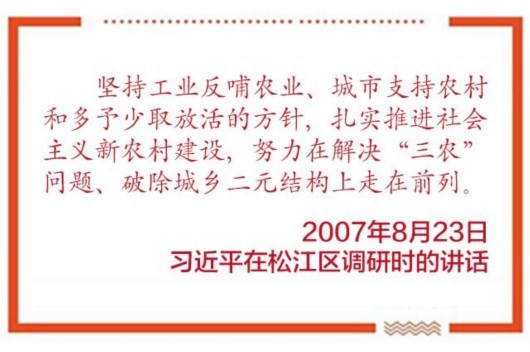 坚持工业反哺农业、城市支持农村
和多予少取放活的方针，扎实推进社会
主义新农村建设，努力在解决“三农”
问题、破除城乡二元结构上走在前列。
2007年8月23日
习近平在松江区调研时的讲话